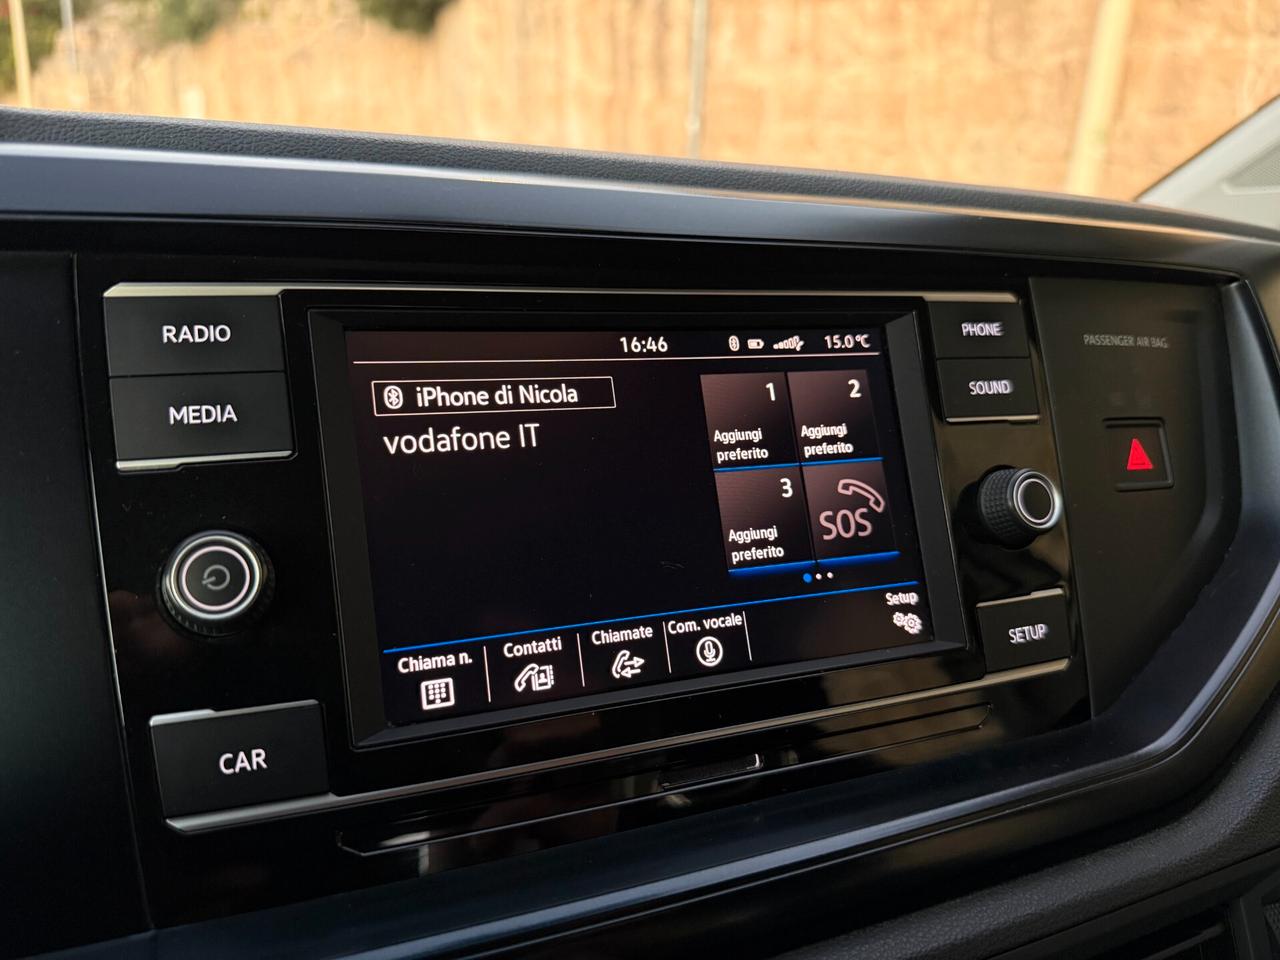 RADIO
MEDIA
CAR
16:46
15.0°C
iPhone di Nicola
vodafone IT
1
Aggiungi
preferito
2
Aggiungi
preferito
3
Aggiungi
preferito
SOS
Setup
Chiama n.
Contatti
Chiamate
Com. vocale
PHONE
SOUND
SETUP
PASSENGER AIR BAG